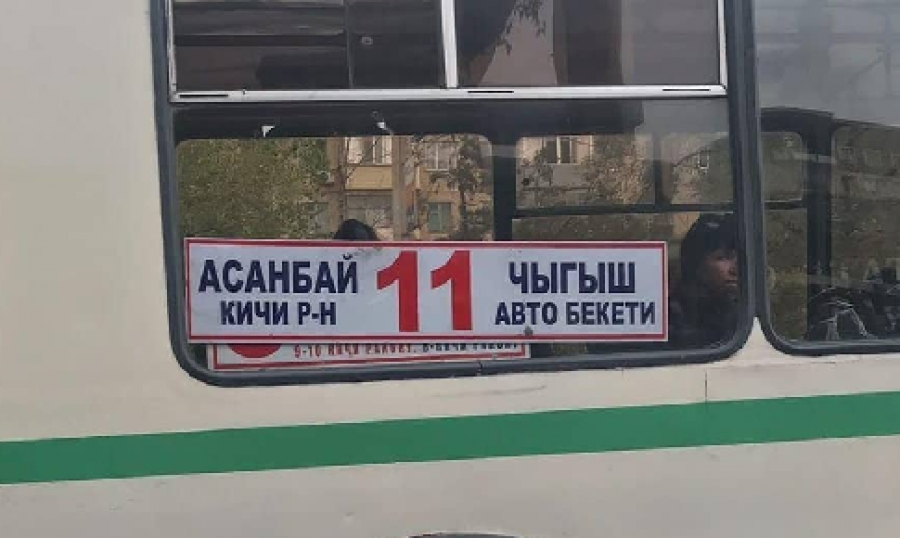 АСАНБАЙ
КИЧИ Р-Н
11
ЧЫГЫШ
АВТО БЕКЕТИ